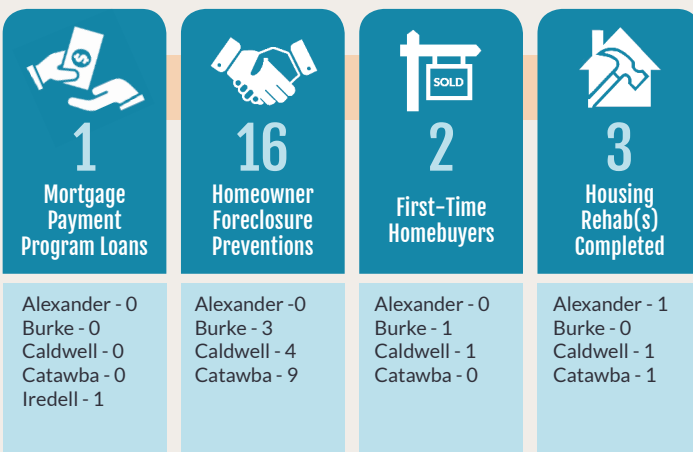 $
1
Mortgage
Payment
Program Loans
Alexander - 0
Burke - 0
Caldwell - 0
Catawba - 0
Iredell - 1
16
Homeowner
Foreclosure
Preventions
Alexander -0
Burke - 3
Caldwell - 4
Catawba - 9
SOLD
2
First-Time
Homebuyers
Alexander - 0
Burke - 1
Caldwell - 1
Catawba - 0
3
Housing
Rehab(s)
Completed
Alexander - 1
Burke - 0
Caldwell - 1
Catawba - 1